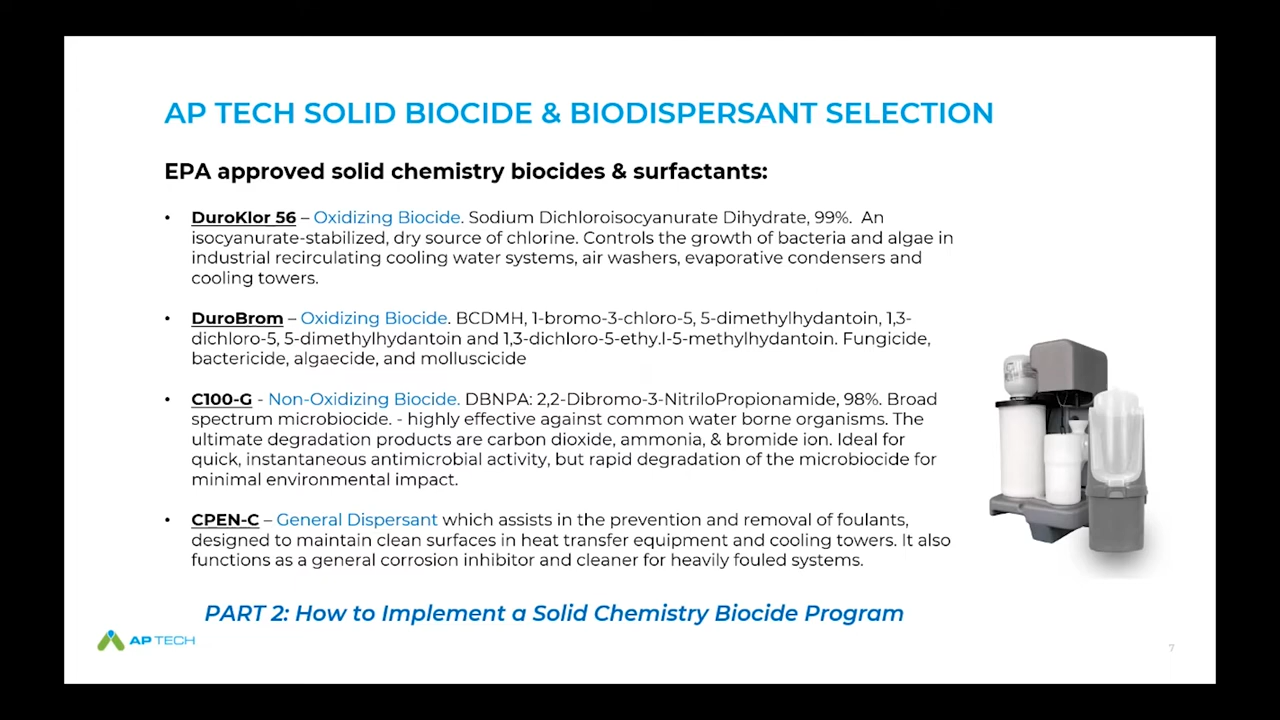 AP TECH SOLID BIOCIDE & BIODISPERSANT SELECTION
EPA approved solid chemistry biocides & surfactants:
• DuroKlor 56 – Oxidizing Biocide. Sodium Dichloroisocyanurate Dihydrate, 99%. An
isocyanurate-stabilized, dry source of chlorine. Controls the growth of bacteria and algae in
industrial recirculating cooling water systems, air washers, evaporative condensers and
cooling towers.
• DuroBrom – Oxidizing Biocide. BCDMH, 1-bromo-3-chloro-5, 5-dimethylhydantoin, 1,3-
dichloro-5, 5-dimethylhydantoin and 1,3-dichloro-5-ethy.l-5-methylhydantoin. Fungicide,
bactericide, algaecide, and molluscicide
• C100-G - Non-Oxidizing Biocide. DBNPA: 2,2-Dibromo-3-NitriloPropionamide, 98%. Broad
spectrum microbiocide. - highly effective against common water borne organisms. The
ultimate degradation products are carbon dioxide, ammonia, & bromide ion. Ideal for
quick, instantaneous antimicrobial activity, but rapid degradation of the microbiocide for
minimal environmental impact.
• CPEN-C – General Dispersant which assists in the prevention and removal of foulants,
designed to maintain clean surfaces in heat transfer equipment and cooling towers. It also
functions as a general corrosion inhibitor and cleaner for heavily fouled systems.
PART 2: How to Implement a Solid Chemistry Biocide Program
AP TECH
7